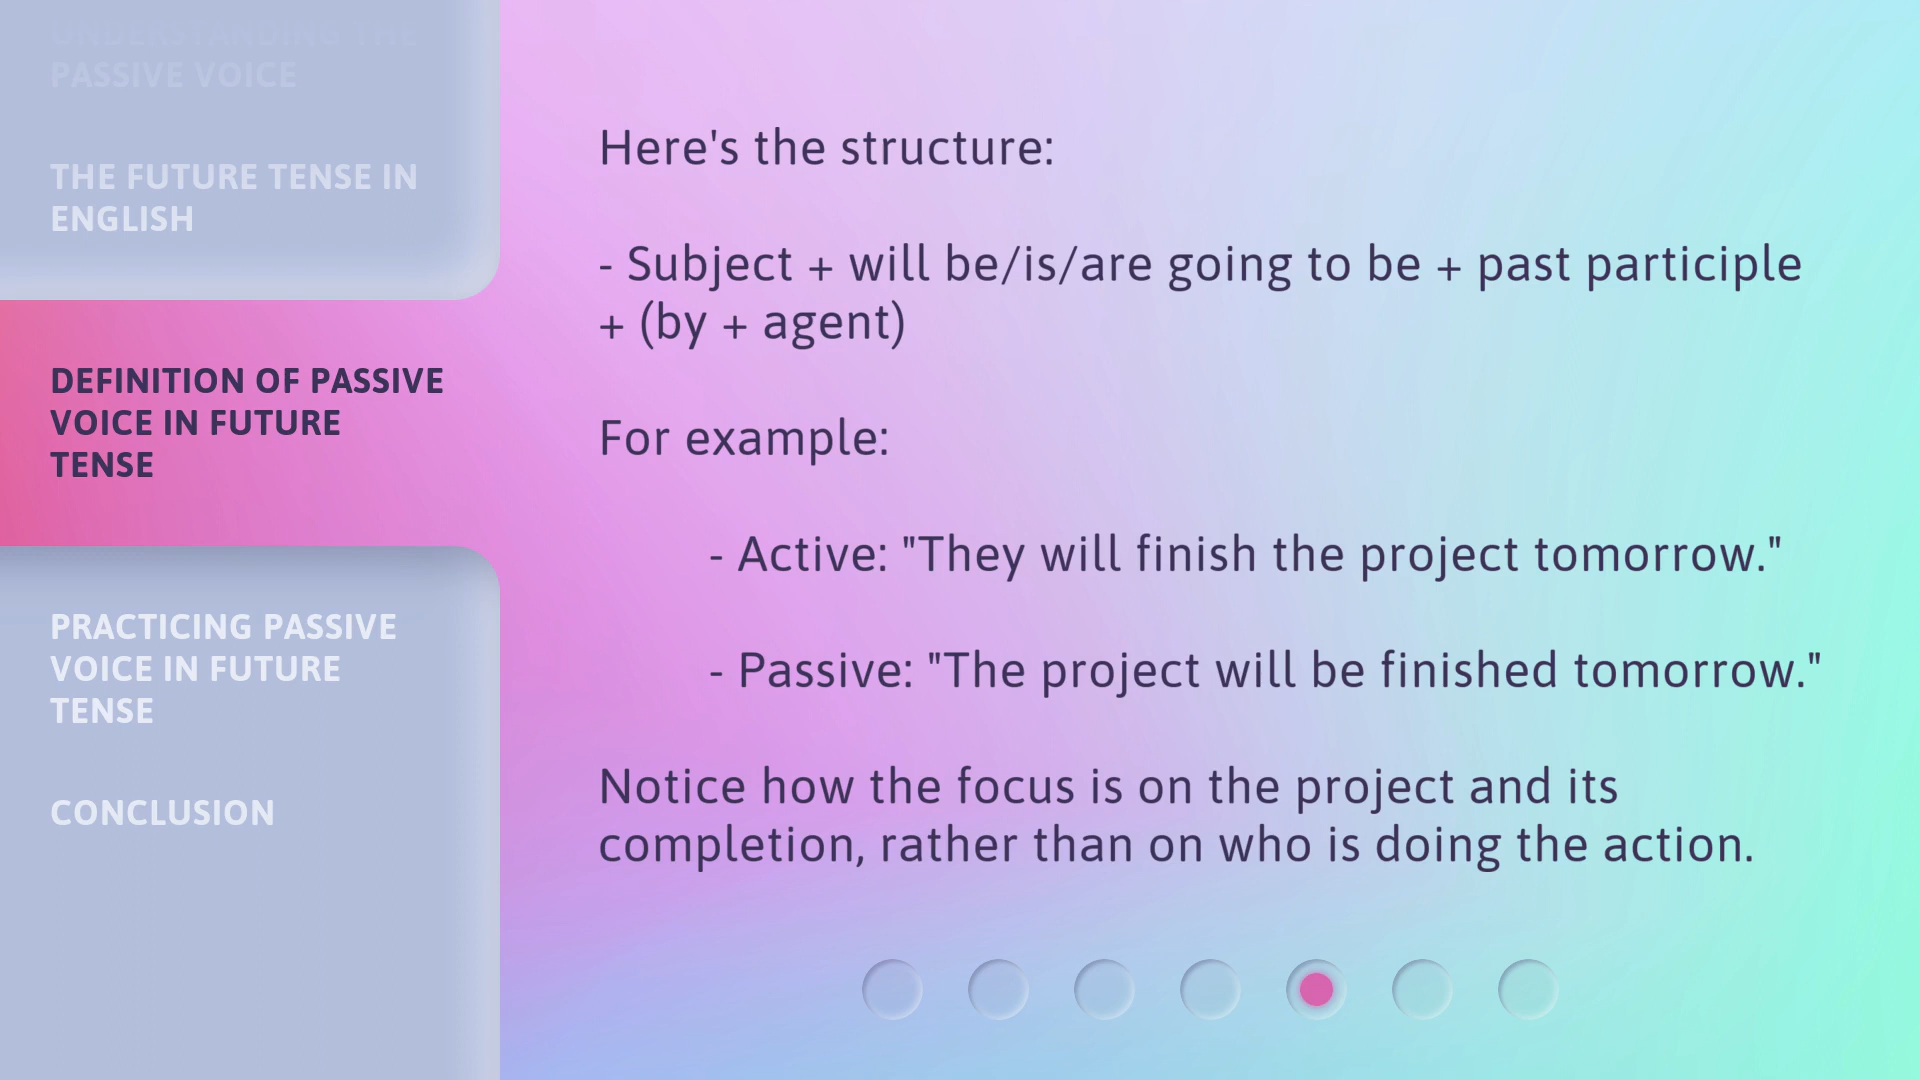 UNDERSTANDING THE
PASSIVE VOICE
THE FUTURE TENSE IN
ENGLISH
DEFINITION OF PASSIVE
VOICE IN FUTURE
TENSE
PRACTICING PASSIVE
VOICE IN FUTURE
TENSE
CONCLUSION
Here's the structure:
- Subject + will be/is/are going to be + past participle
+ (by + agent)
For example:
- Active: "They will finish the project tomorrow."
- Passive: "The project will be finished tomorrow."
Notice how the focus is on the project and its
completion, rather than on who is doing the action.